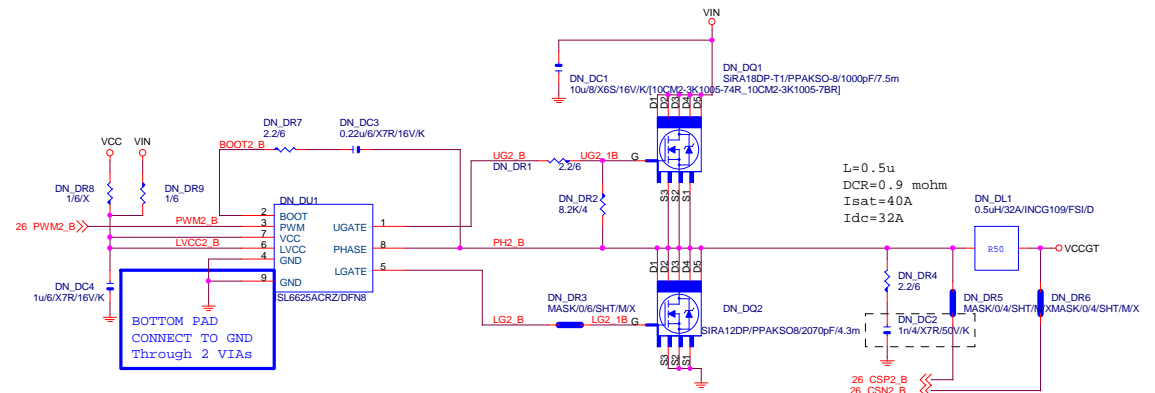 VIN
DN_DQ1
SiRA18DP-T1/PPAKSO-8/1000pF/7.5m
DN_DC1
10u/8/X6S/16V/K/[10CM2-3K1005-74R_10CM2-3K1005-7BR]
D1
D2
D3
D4
D5
DN_DR7
2.2/6
DN_DC3
0.22u/6/X7R/16V/K
VCC
VIN
BOOT2_B
UG2_B
UG2_1B
G
DN_DR1
2.2/6
S3
S2
S1
DN_DR8
1/6/X
DN_DR9
1/6
DN_DR2
8.2K/4
L=0.5u
DCR=0.9 mohm
Isat=40A
Idc=32A
DN_DL1
0.5uH/32A/INCG109/FSI/D
DN_DU1
2
BOOT
3
PWM
7
VCC
6
LVCC
4
GND
9
GND
UGATE
1
PHASE
8
LGATE
5
SL6625ACRZ/DFN8
26 PWM2_B
PWM2_B
LVCC2_B
PH2_B
R50
VCCGT
D1
D2
D3
D4
D5
DN_DC4
1u/6/X7R/16V/K
DN_DR4
2.2/6
DN_DR3
MASK/0/6/SHT/M/X
LG2_B
LG2_1B
G
DN_DQ2
SIRA12DP/PPAKSO8/2070pF/4.3m
S3
S2
S1
DN_DR5
MASK/0/4/SHT/M/X
DN_DR6
MASK/0/4/SHT/M/X
DN_DC2
1n/4/X7R/50V/K
BOTTOM PAD
CONNECT TO GND
Through 2 VIAs
26 CSP2_B
26 CSN2_B